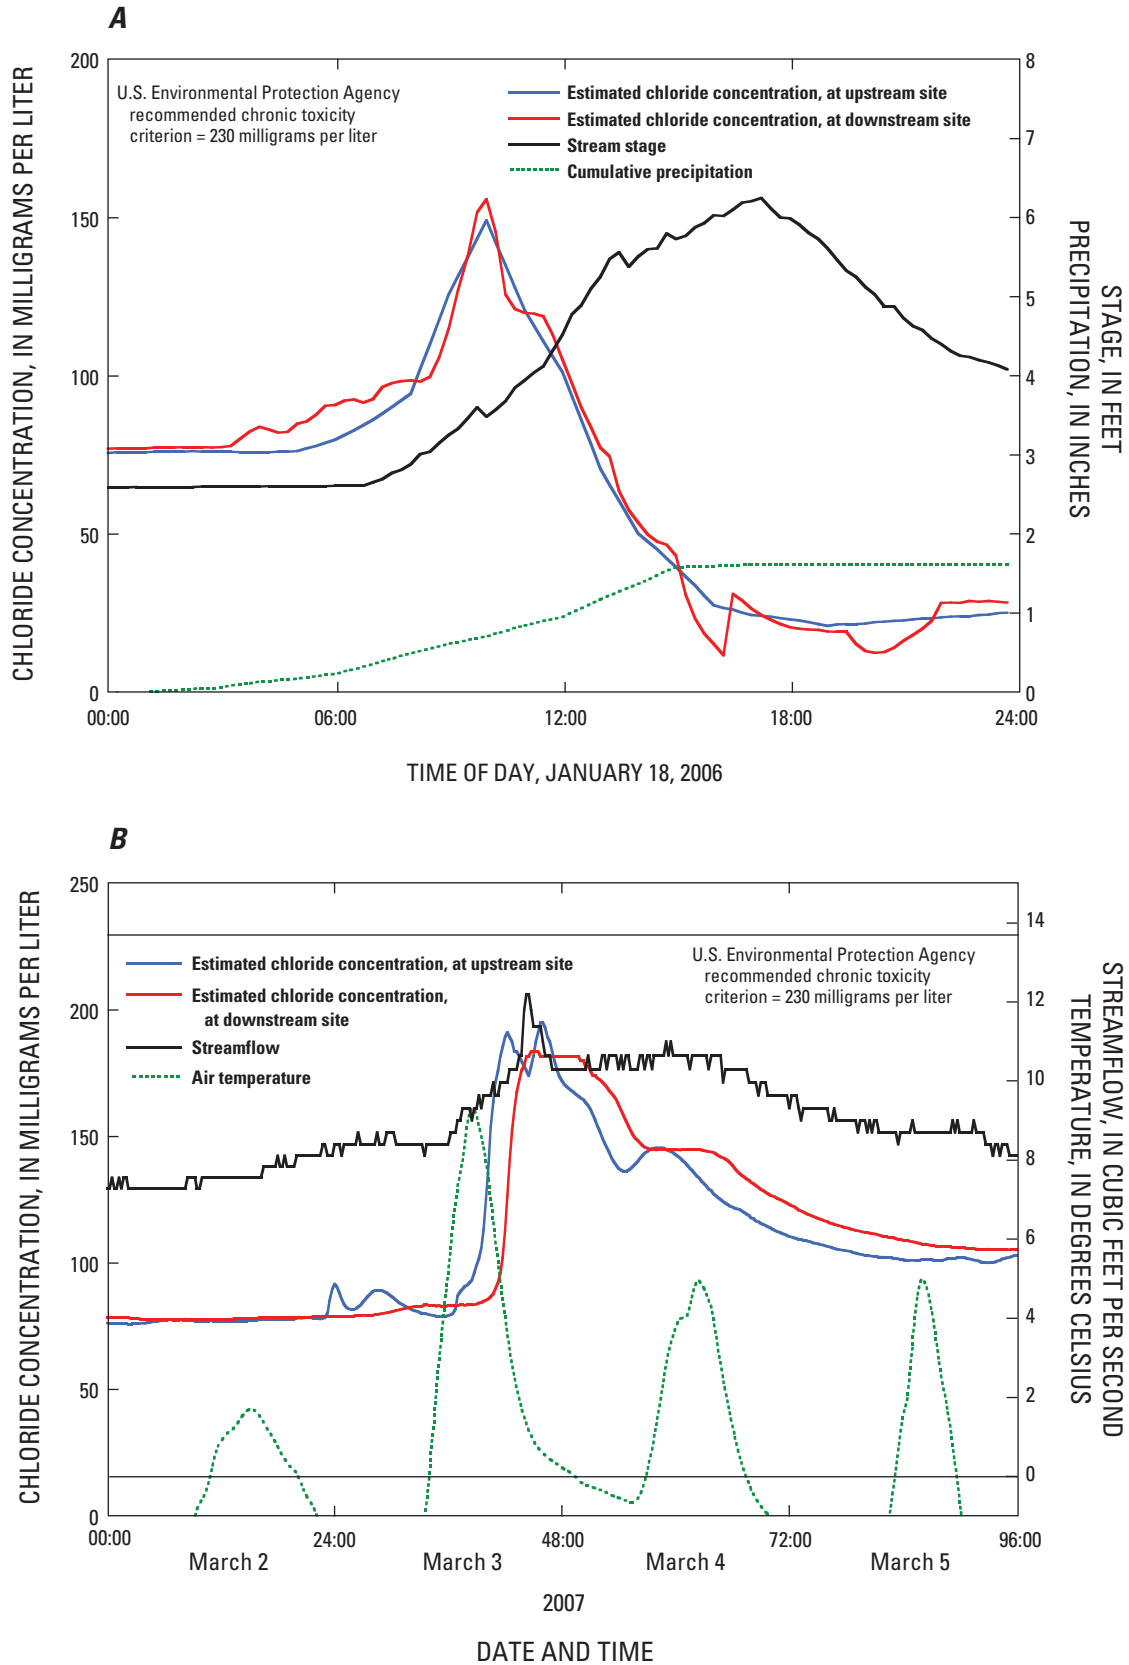 A
CHLORIDE CONCENTRATION, IN MILLIGRAMS PER LITER
200
150
100
50
0
U.S. Environmental Protection Agency
recommended chronic toxicity
criterion = 230 milligrams per liter
Estimated chloride concentration, at upstream site
Estimated chloride concentration, at downstream site
Stream stage
Cumulative precipitation
8
7
6
5
4
3
2
1
0
STAGE, IN FEET
PRECIPITATION, IN INCHES
00:00
06:00
12:00
18:00
24:00
TIME OF DAY, JANUARY 18, 2006
B
CHLORIDE CONCENTRATION, IN MILLIGRAMS PER LITER
250
200
150
100
50
0
Estimated chloride concentration, at upstream site
Estimated chloride concentration,
at downstream site
Streamflow
Air temperature
U.S. Environmental Protection Agency
recommended chronic toxicity
criterion = 230 milligrams per liter
14
12
10
8
6
4
2
0
STREAMFLOW, IN CUBIC FEET PER SECOND
TEMPERATURE, IN DEGREES CELSIUS
00:00
24:00
48:00
72:00
96:00
March 2
March 3
March 4
March 5
2007
DATE AND TIME